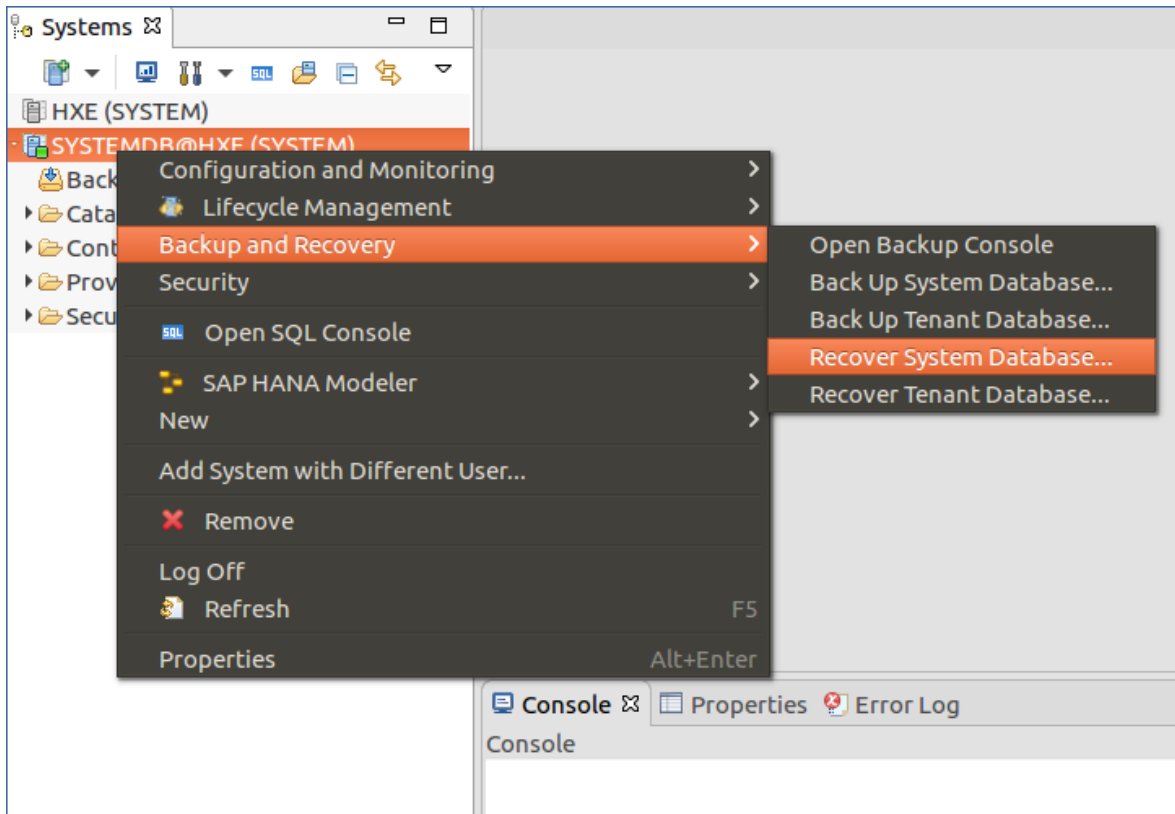 Systems
SQL
HXE (SYSTEM)
SYSTEMDB@HXE (SYSTEM)
Back
Cata
Cont
Prov
Secu
Configuration and Monitoring
Lifecycle Management
Backup and Recovery
Security
SQL Open SQL Console
SAP HANA Modeler
New
Add System with Different User...
Remove
Log Off
Refresh F5
Properties Alt+Enter
Open Backup Console
Back Up System Database...
Back Up Tenant Database...
Recover System Database...
Recover Tenant Database...
Console Properties Error Log
Console